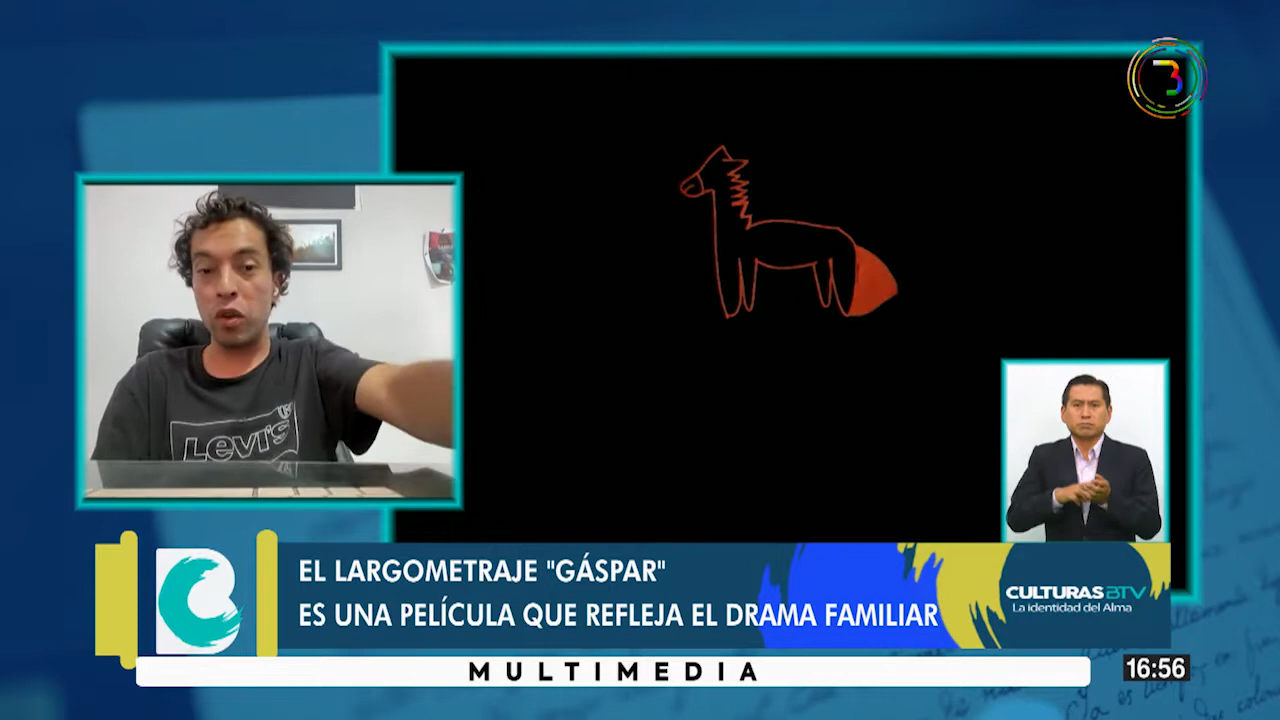 Levi's
EL LARGOMETRAJE "GÁSPAR"
ES UNA PELÍCULA QUE REFLEJA EL DRAMA FAMILIAR
CULTURAS BTV
La identidad del Alma
MULTIMEDIA
16:56